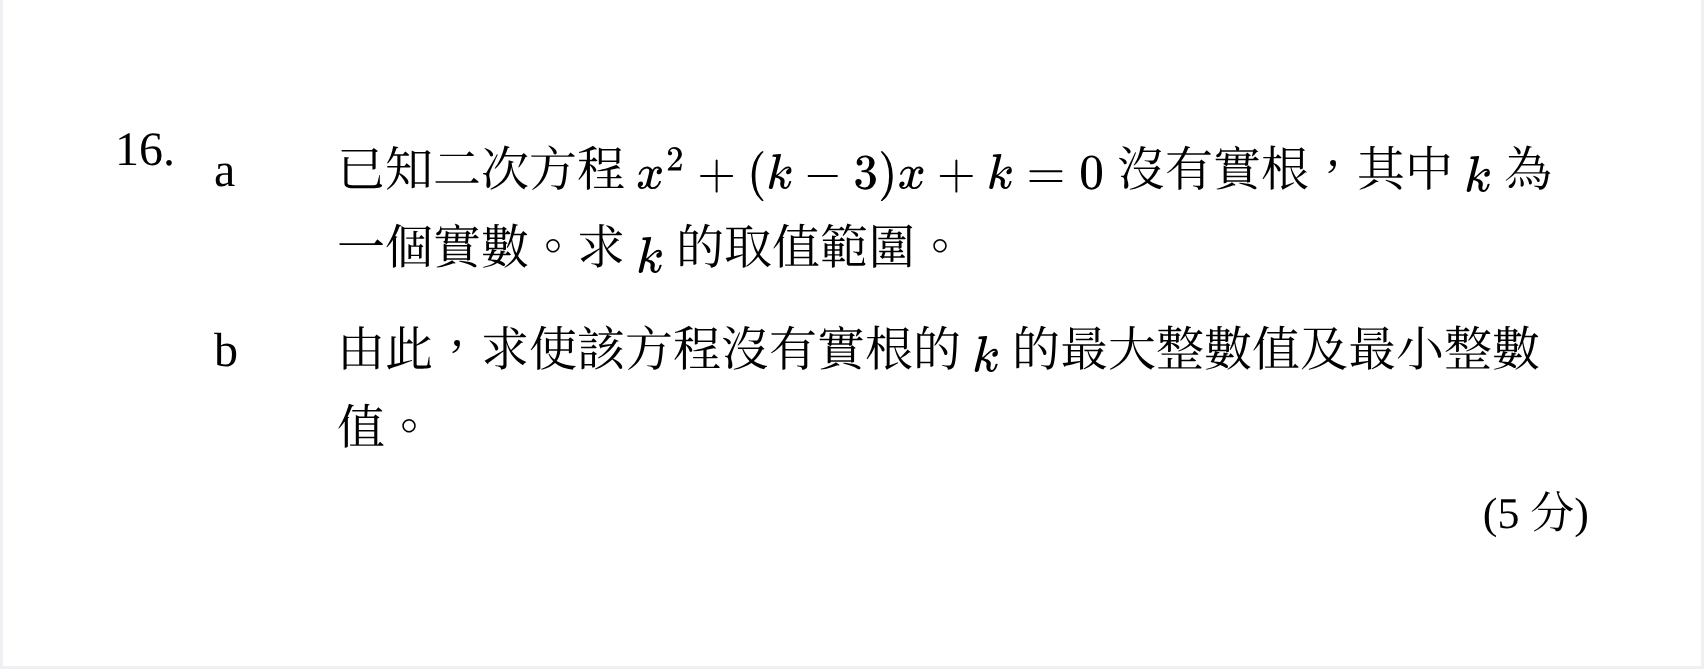 16. a 已知二次方程 x² + (k − 3)x + k = 0 沒有實根，其中 k 為
一個實數。求 k 的取值範圍。
b 由此，求使該方程沒有實根的 k 的最大整數值及最小整數
值。
(5 分)